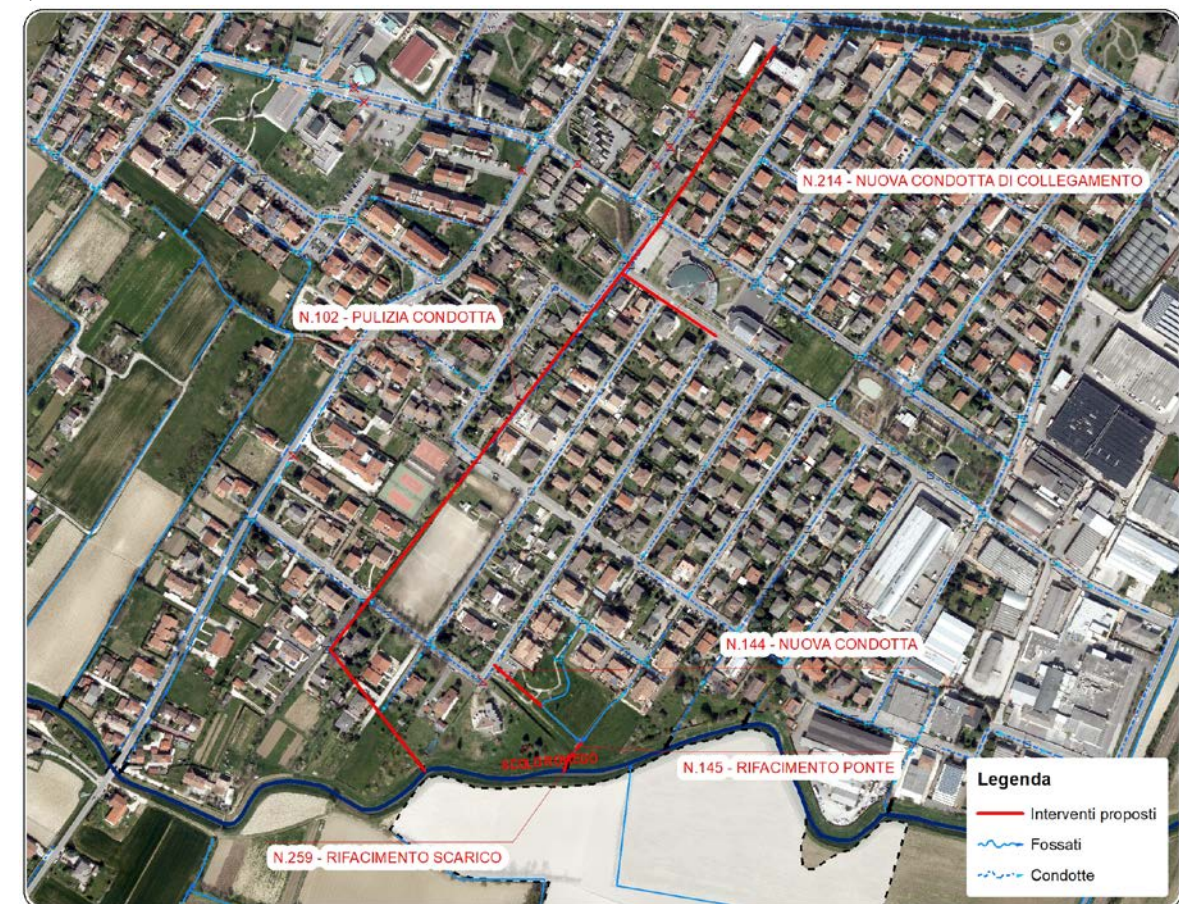 N.214 - NUOVA CONDOTTA DI COLLEGAMENTO
N.102 - PULIZIA CONDOTTA
N.144 - NUOVA CONDOTTA
N.145 - RIFACIMENTO PONTE
N.259 - RIFACIMENTO SCARICO
Legenda
Interventi proposti
Fossati
Condotte